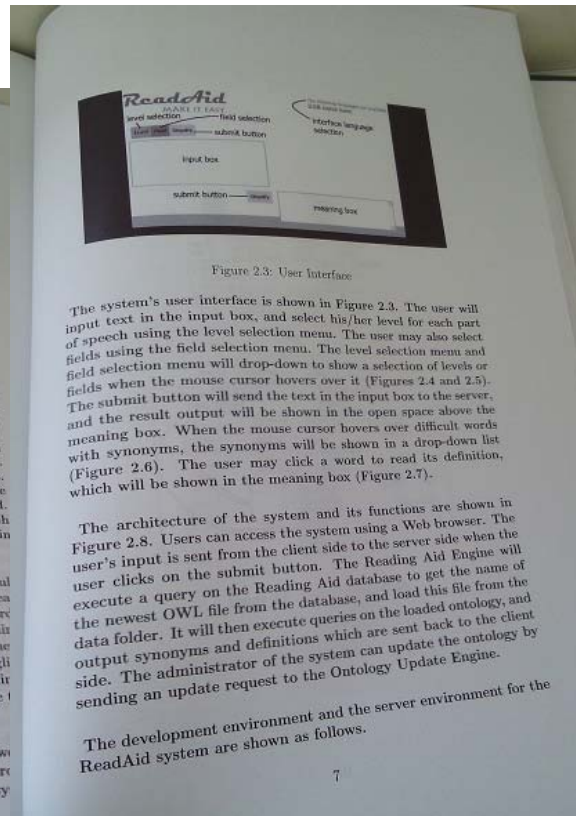 ReadAid
MAKE IT EASY
level selection
field selection
submit button
interface language
selection
input box
submit button
meaning box
Figure 2.3: User Interface
The system's user interface is shown in Figure 2.3. The user will
input text in the input box, and select his/her level for each part
of speech using the level selection menu. The user may also select
fields using the field selection menu. The level selection menu and
field selection menu will drop-down to show a selection of levels or
fields when the mouse cursor hovers over it (Figures 2.4 and 2.5).
The submit button will send the text in the input box to the server,
and the result output will be shown in the open space above the
meaning box. When the mouse cursor hovers over difficult words
with synonyms, the synonyms will be shown in a drop-down list
(Figure 2.6). The user may click a word to read its definition,
which will be shown in the meaning box (Figure 2.7).
The architecture of the system and its functions are shown in
Figure 2.8. Users can access the system using a Web browser. The
user's input is sent from the client side to the server side when the
user clicks on the submit button. The Reading Aid Engine will
execute a query on the Reading Aid database to get the name of
the newest OWL file from the database, and load this file from the
data folder. It will then execute queries on the loaded ontology, and
output synonyms and definitions which are sent back to the client
side. The administrator of the system can update the ontology by
sending an update request to the Ontology Update Engine.
The development environment and the server environment for the
ReadAid system are shown as follows.
7